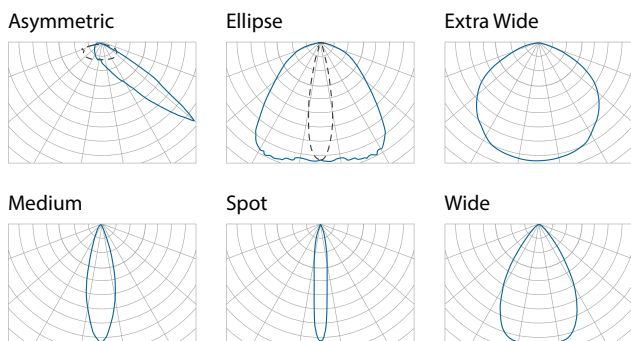 Asymmetric
Ellipse
Extra Wide
Medium
Spot
Wide